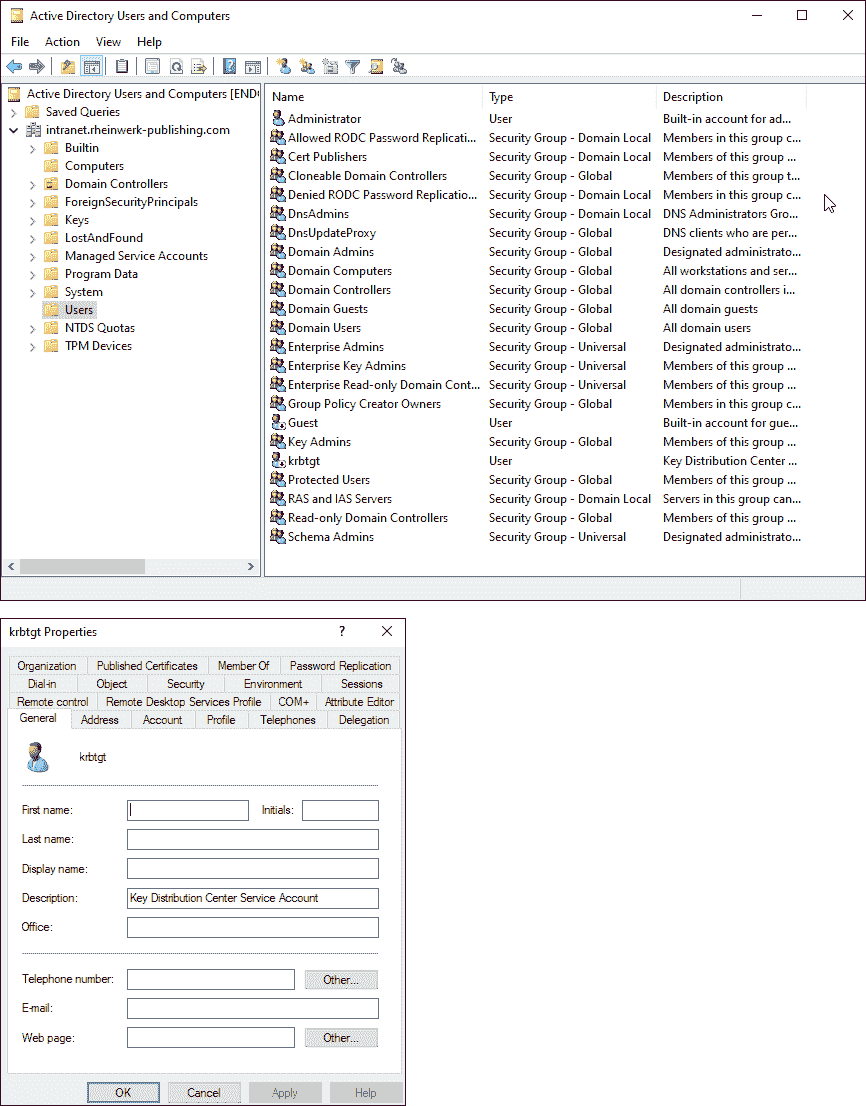 Active Directory Users and Computers
File Action View Help
Active Directory Users and Computers [END
Saved Queries
intranet.rheinwerk-publishing.com
Builtin
Computers
Domain Controllers
ForeignSecurityPrincipals
Keys
LostAndFound
Managed Service Accounts
Program Data
System
Users
NTDS Quotas
TPM Devices
Name Type Description
Administrator User Built-in account for ad...
Allowed RODC Password Replicati... Security Group - Domain Local Members in this group c...
Cert Publishers Security Group - Domain Local Members of this group ...
Cloneable Domain Controllers Security Group - Global Members of this group t...
Denied RODC Password Replicatio... Security Group - Domain Local Members in this group c...
DnsAdmins Security Group - Domain Local DNS Administrators Gro...
DnsUpdateProxy Security Group - Global DNS clients who are per...
Domain Admins Security Group - Global Designated administrato...
Domain Computers Security Group - Global All workstations and ser...
Domain Controllers Security Group - Global All domain controllers i...
Domain Guests Security Group - Global All domain guests
Domain Users Security Group - Global All domain users
Enterprise Admins Security Group - Universal Designated administrato...
Enterprise Key Admins Security Group - Universal Members of this group ...
Enterprise Read-only Domain Cont... Security Group - Universal Members of this group ...
Group Policy Creator Owners Security Group - Global Members in this group c...
Guest User Built-in account for gue...
Key Admins Security Group - Global Members of this group ...
krbtgt User Key Distribution Center ...
Protected Users Security Group - Global Members of this group ...
RAS and IAS Servers Security Group - Domain Local Servers in this group can...
Read-only Domain Controllers Security Group - Global Members of this group ...
Schema Admins Security Group - Universal Designated administrato...
krbtgt Properties ?
Organization Published Certificates Member Of Password Replication
Dial-in Object Security Environment Sessions
Remote control Remote Desktop Services Profile COM+ Attribute Editor
General Address Account Profile Telephones Delegation
krbtgt
First name: Initials:
Last name:
Display name:
Description: Key Distribution Center Service Account
Office:
Telephone number: Other...
E-mail:
Web page: Other...
OK Cancel Apply Help